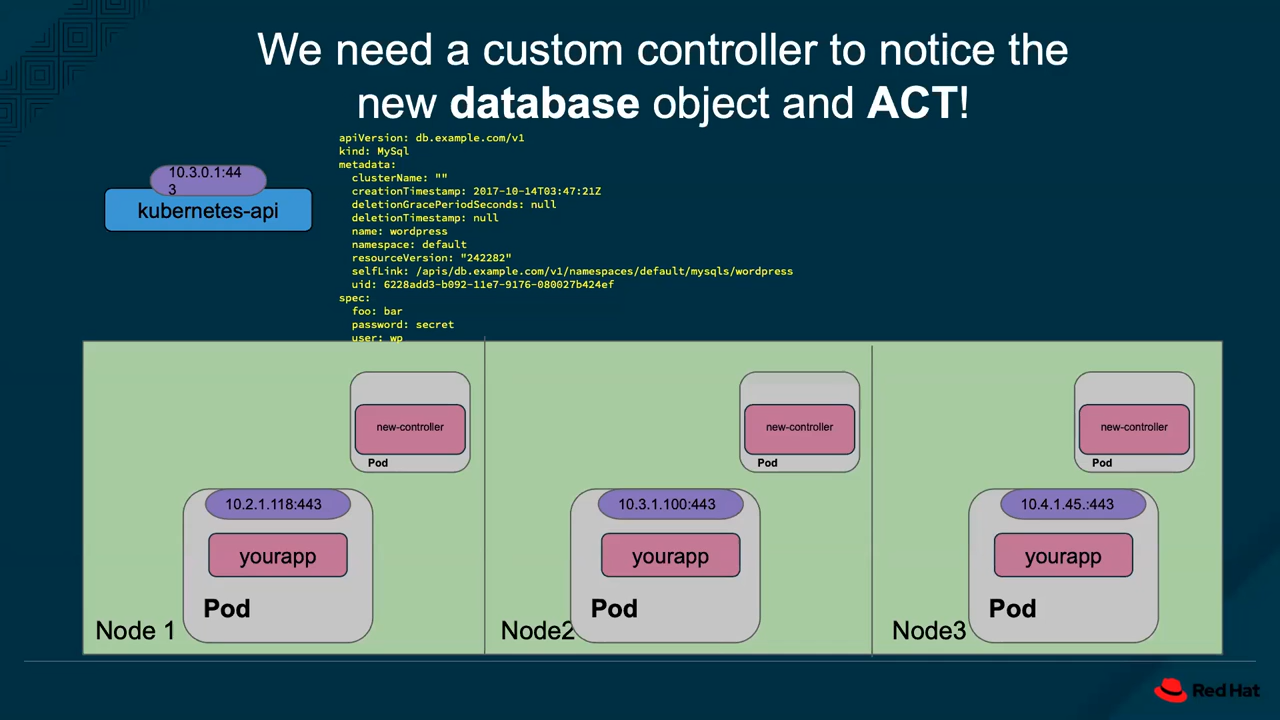 We need a custom controller to notice the
new database object and ACT!
apiVersion: db.example.com/v1
kind: MySql
metadata:
  clusterName: ""
  creationTimestamp: 2017-10-14T03:47:21Z
  deletionGracePeriodSeconds: null
  deletionTimestamp: null
  name: wordpress
  namespace: default
  resourceVersion: "242282"
  selfLink: /apis/db.example.com/v1/namespaces/default/mysqls/wordpress
  uid: 6228add3-b092-11e7-9176-080027b424ef
spec:
  foo: bar
  password: secret
  user: wp
10.3.0.1:44
3
kubernetes-api
new-controller
Pod
10.2.1.118:443
yourapp
Pod
Node 1
new-controller
Pod
10.3.1.100:443
yourapp
Pod
Node2
new-controller
Pod
10.4.1.45.:443
yourapp
Pod
Node3
Red Hat